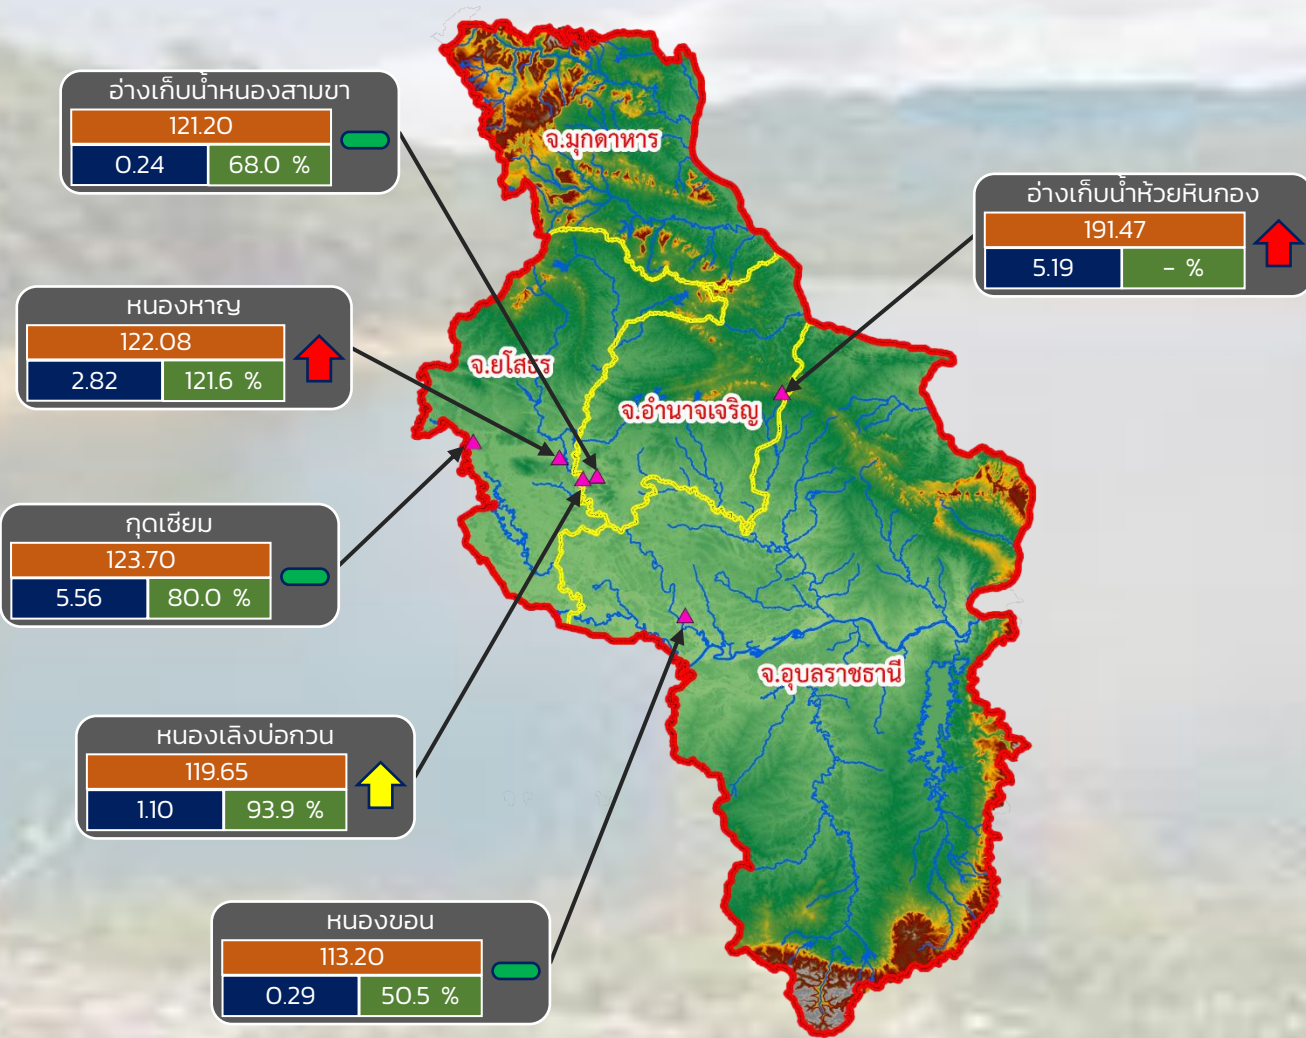 อ่างเก็บน้ำหนองสามขา
121.20
0.24 68.0 %
จ.มุกดาหาร
อ่างเก็บน้ำห้วยหินกอง
191.47
5.19 - %
หนองหาญ
122.08
2.82 121.6 %
จ.ยโสธร
จ.อำนาจเจริญ
กุดเซียม
123.70
5.56 80.0 %
จ.อุบลราชธานี
หนองเลิงบ่อกวน
119.65
1.10 93.9 %
หนองขอน
113.20
0.29 50.5 %